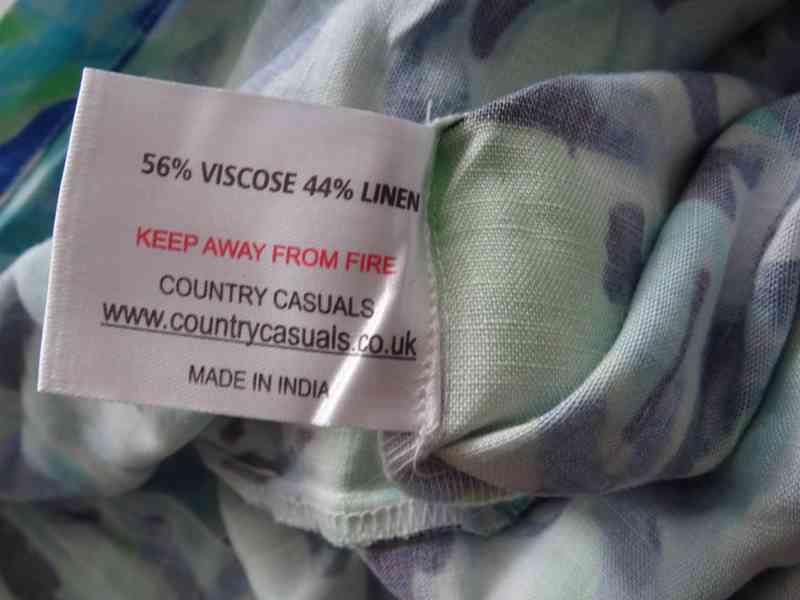 56% VISCOSE 44% LINEN
KEEP AWAY FROM FIRE
COUNTRY CASUALS
www.countrycasuals.co.uk
MADE IN INDIA